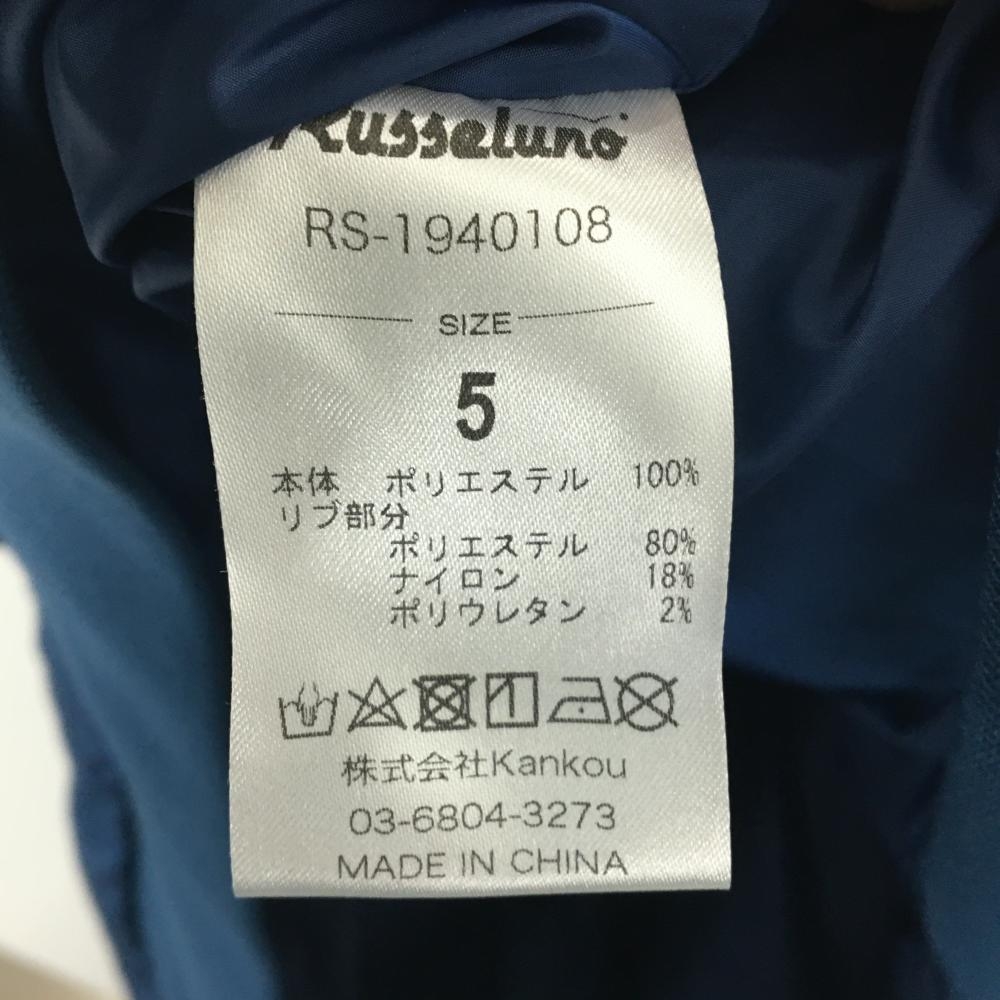 Russeluno
RS-1940108
SIZE
5
本体 ポリエステル 100%
リブ部分
ポリエステル 80%
ナイロン 18%
ポリウレタン 2%
株式会社Kankou
03-6804-3273
MADE IN CHINA